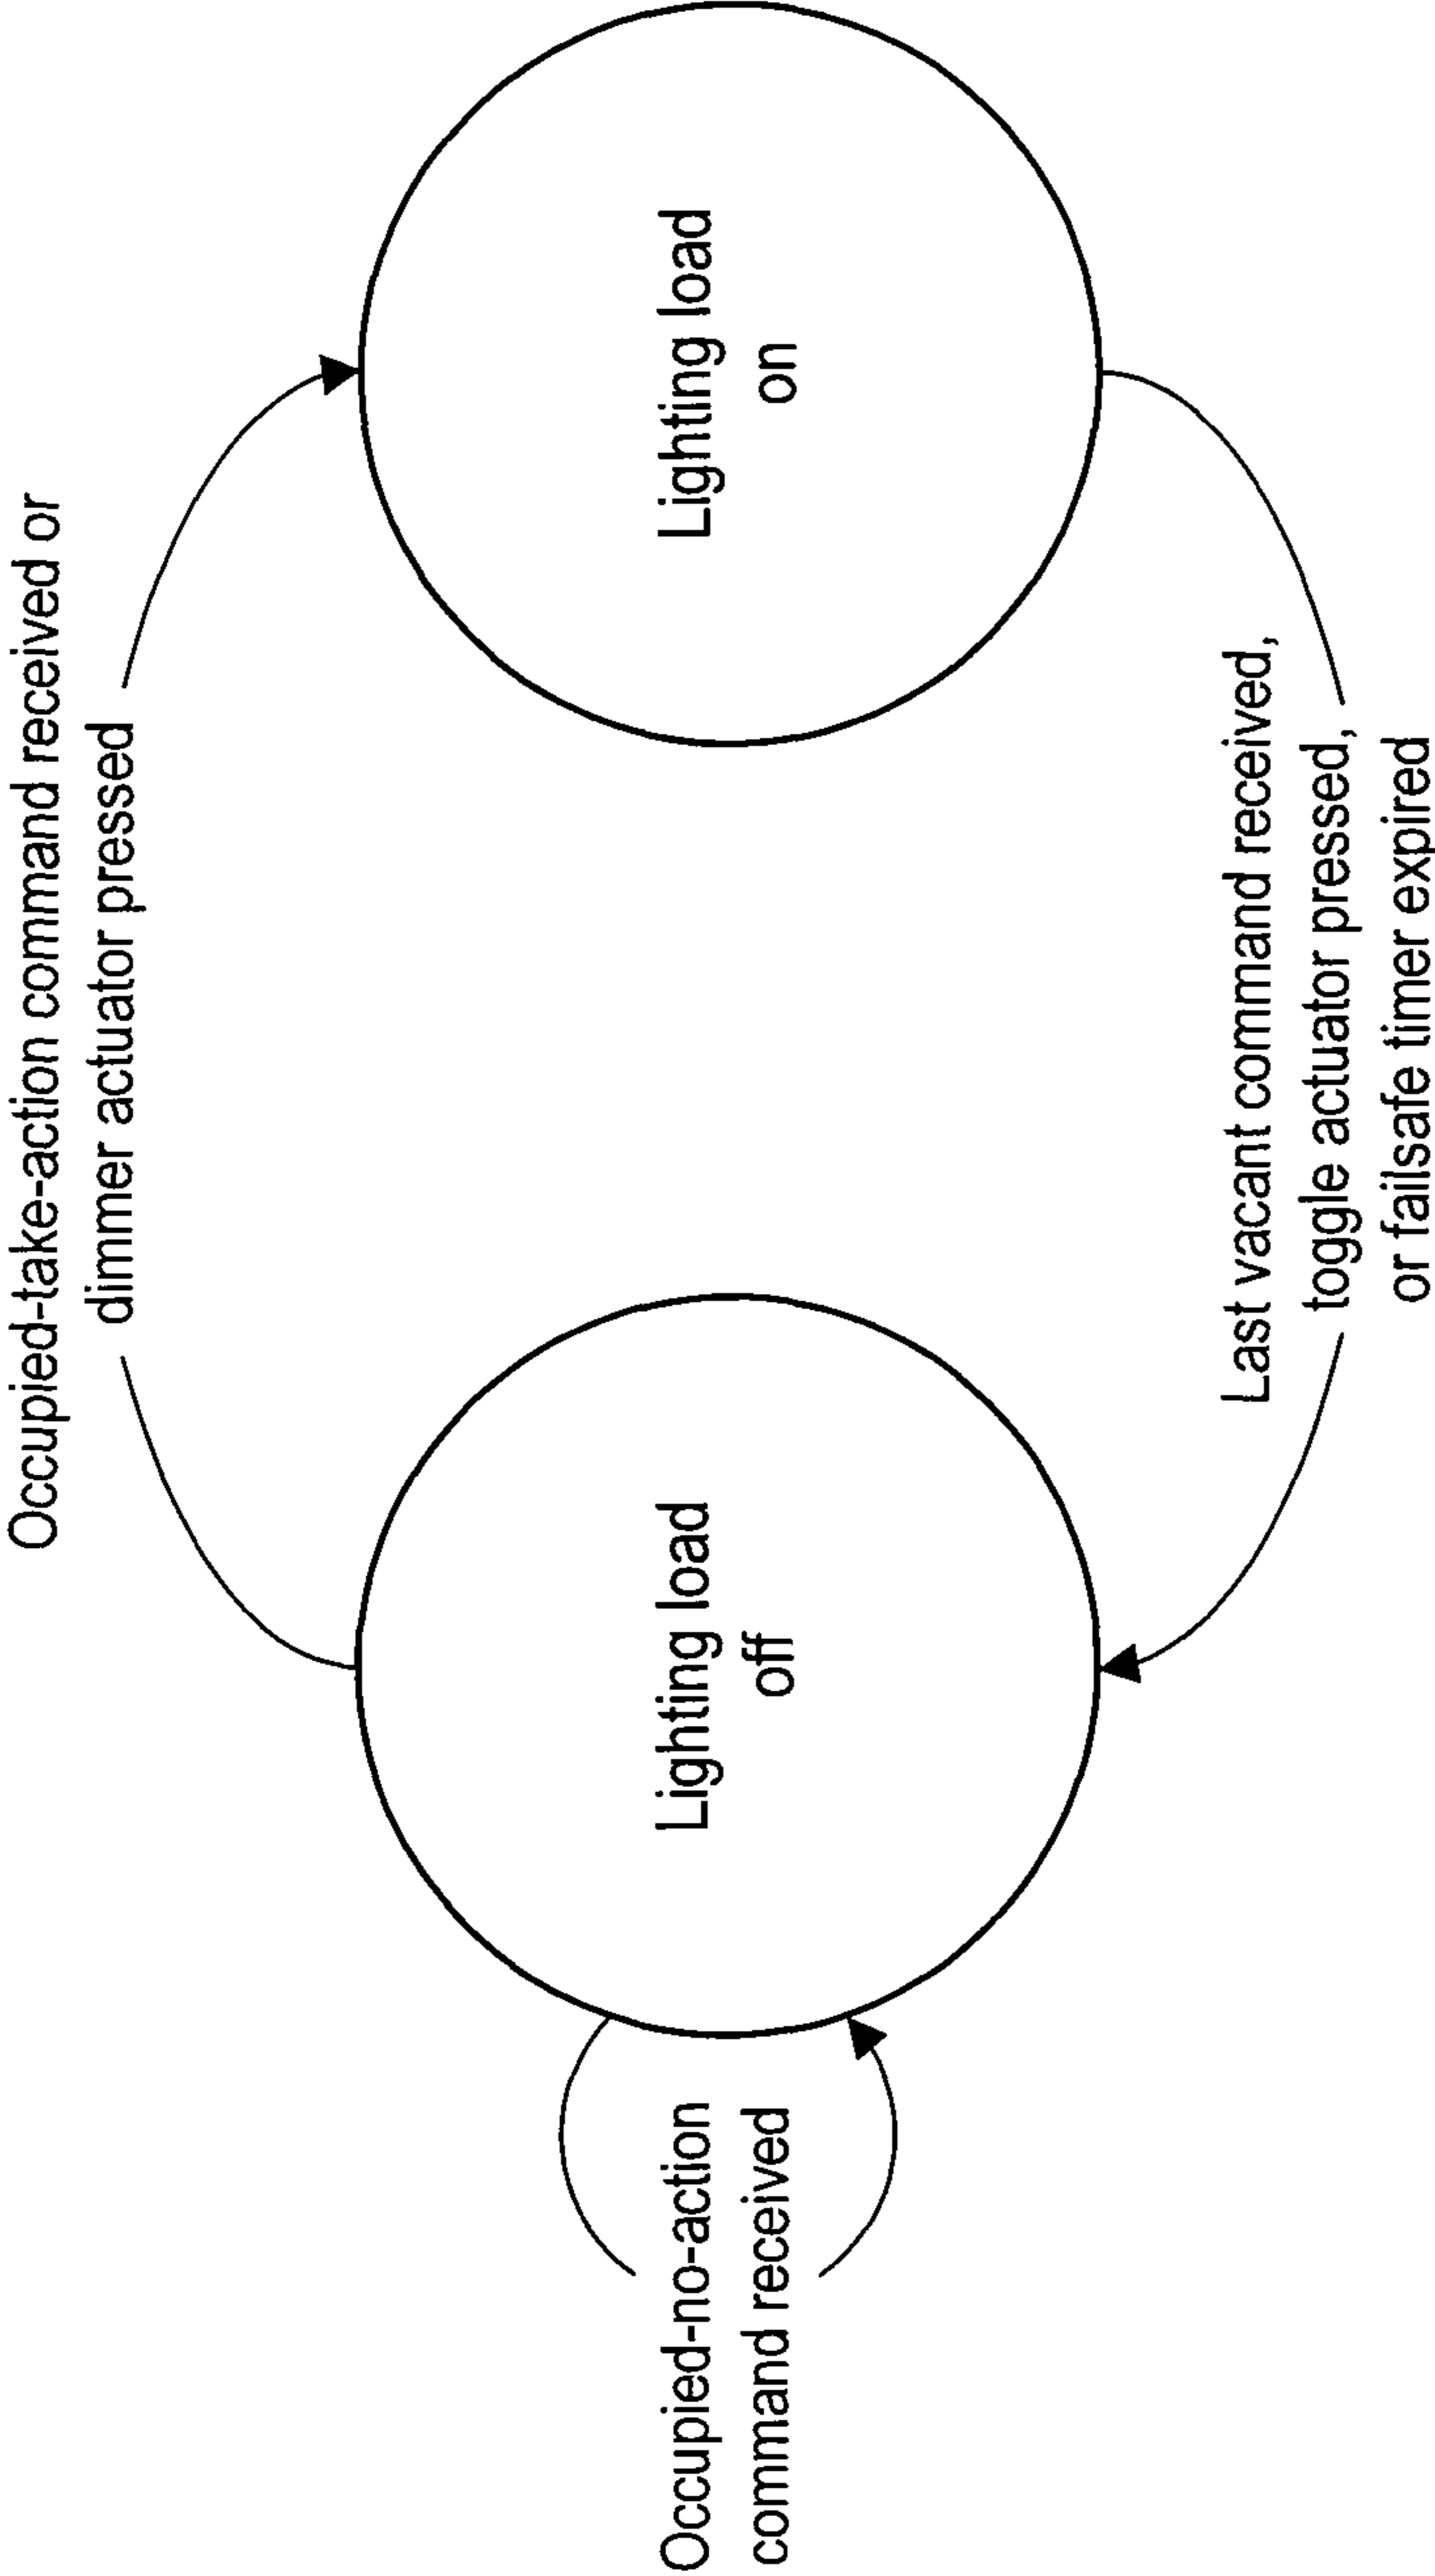 Occupied-take-action command received or
dimmer actuator pressed
Occupied-no-action
command received
Lighting load
off
Lighting load
on
Last vacant command received,
toggle actuator pressed,
or failsafe timer expired